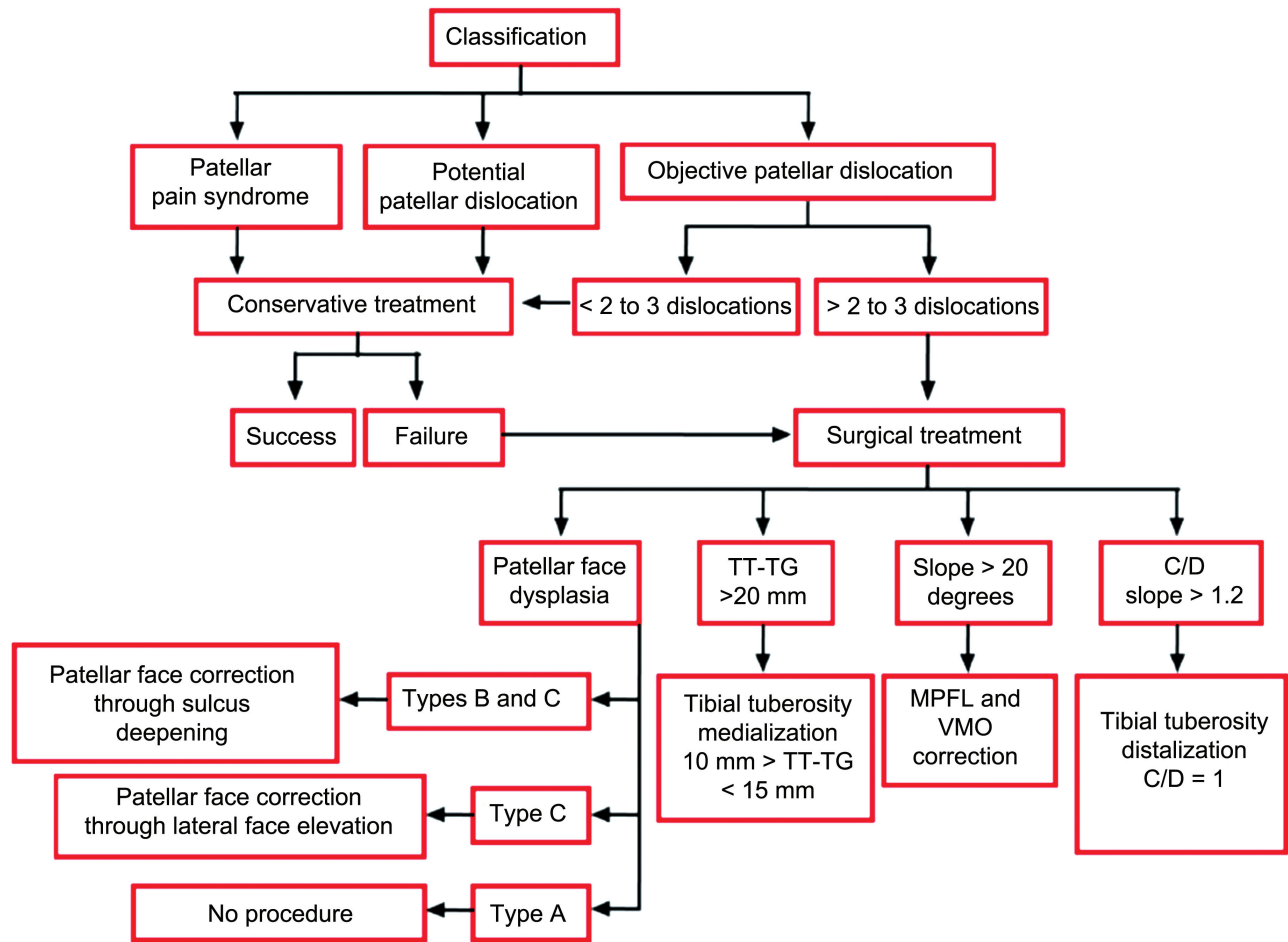 Classification
Patellar
pain syndrome
Potential
patellar dislocation
Objective patellar dislocation
Conservative treatment
< 2 to 3 dislocations
> 2 to 3 dislocations
Success
Failure
Surgical treatment
Patellar face
dysplasia
TT-TG
>20 mm
Slope > 20
degrees
C/D
slope > 1.2
Patellar face correction
through sulcus
deepening
Types B and C
Tibial tuberosity
medialization
10 mm > TT-TG
< 15 mm
MPFL and
VMO
correction
Tibial tuberosity
distalization
C/D = 1
Patellar face correction
through lateral face elevation
Type C
No procedure
Type A